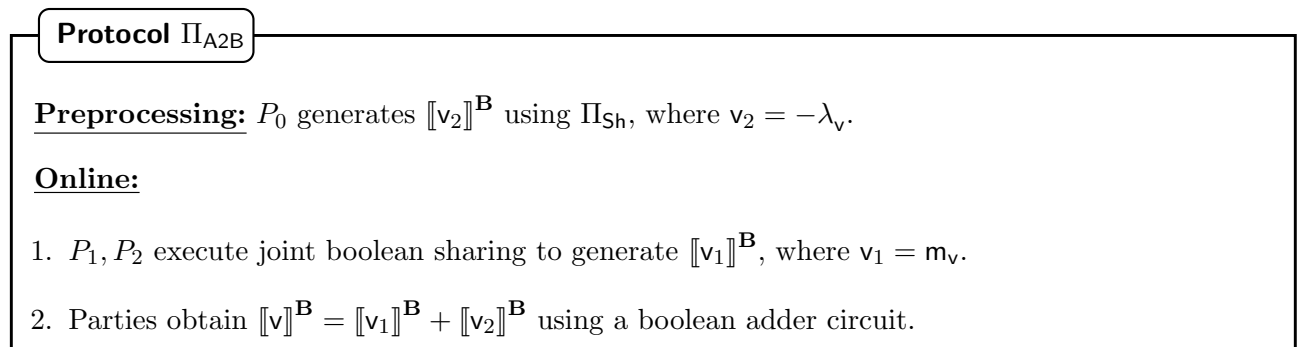 Protocol Π_A2B
Preprocessing: P_0 generates ⟦v_2⟧^B using Π_Sh, where v_2 = −λ_v.
Online:
1. P_1, P_2 execute joint boolean sharing to generate ⟦v_1⟧^B, where v_1 = m_v.
2. Parties obtain ⟦v⟧^B = ⟦v_1⟧^B + ⟦v_2⟧^B using a boolean adder circuit.